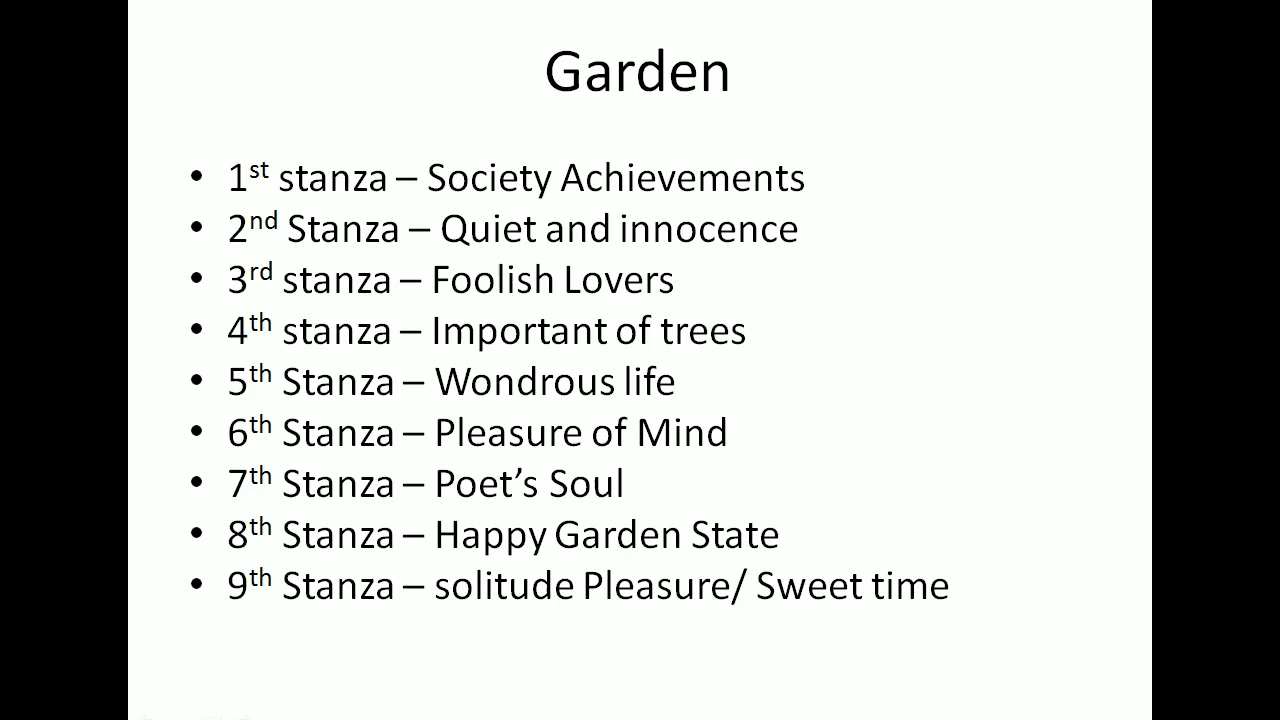 Garden
• 1st stanza – Society Achievements
• 2nd Stanza – Quiet and innocence
• 3rd stanza – Foolish Lovers
• 4th stanza – Important of trees
• 5th Stanza – Wondrous life
• 6th Stanza – Pleasure of Mind
• 7th Stanza – Poet’s Soul
• 8th Stanza – Happy Garden State
• 9th Stanza – solitude Pleasure/ Sweet time